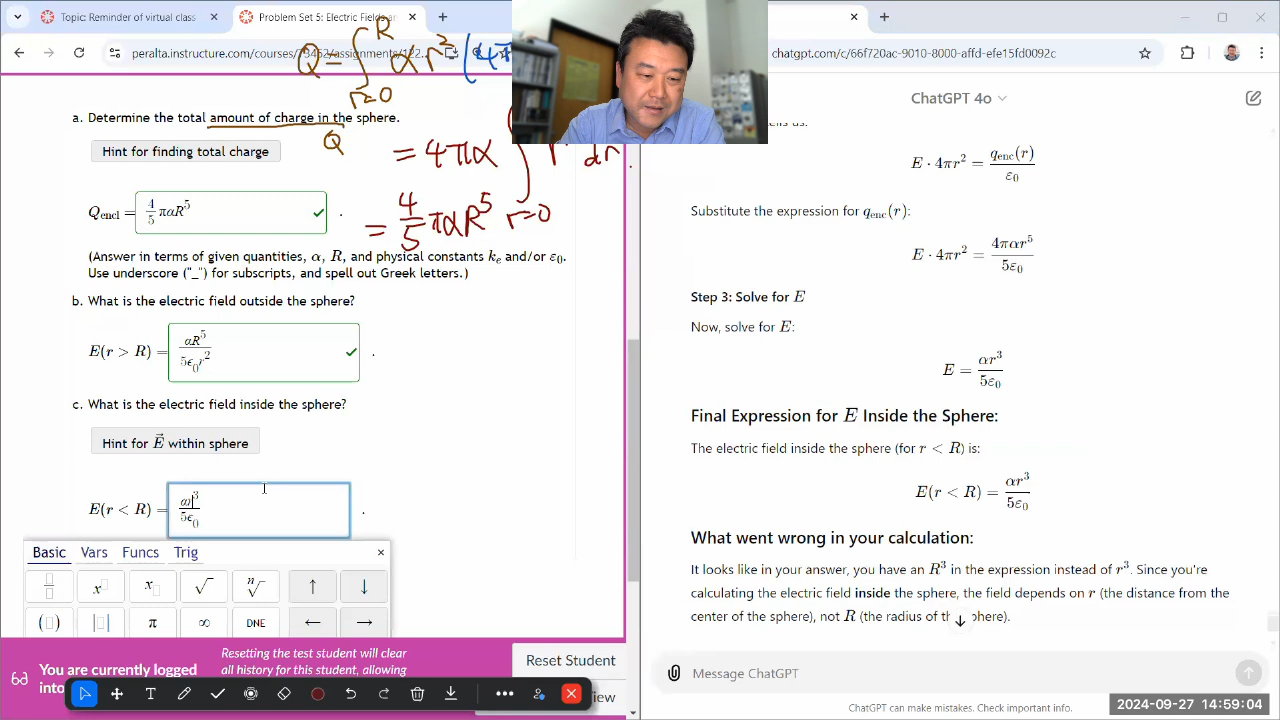 Topic: Reminder of virtual class
Problem Set 5: Electric Fields ar
peralta.instructure.com/courses/73462/assignments/122
chatgpt.com/c/66f720ac-9010-8000-affd-efe15fd0092c
Q = ∫ r=0 R α r² (4π
a. Determine the total amount of charge in the sphere.
Q
Hint for finding total charge
= 4πα ∫ r=0 r dr
Q_encl = 4/5 παR⁵ .
= 4/5 παR⁵
(Answer in terms of given quantities, α, R, and physical constants k_e and/or ε₀.
Use underscore ("_") for subscripts, and spell out Greek letters.)
b. What is the electric field outside the sphere?
E(r > R) = αR⁵ / 5ϵ₀r² .
c. What is the electric field inside the sphere?
Hint for E⃗ within sphere
E(r < R) = α ³ / 5ϵ₀ .
Basic Vars Funcs Trig ×
√ n√ ↑ ↓
(▯) |▯| π ∞ DNE ← →
You are currently logged
into
Resetting the test student will clear
all history for this student, allowing
Reset Student
iew
ChatGPT 4o
E · 4πr² = q_enc(r) / ε₀
Substitute the expression for q_enc(r):
E · 4πr² = 4παr⁵ / 5ε₀
Step 3: Solve for E
Now, solve for E:
E = αr³ / 5ε₀
Final Expression for E Inside the Sphere:
The electric field inside the sphere (for r < R) is:
E(r < R) = αr³ / 5ε₀
What went wrong in your calculation:
It looks like in your answer, you have an R³ in the expression instead of r³. Since you're
calculating the electric field inside the sphere, the field depends on r (the distance from the
center of the sphere), not R (the radius of the sphere).
Message ChatGPT
ChatGPT can make mistakes. Check important info.
2024-09-27 14:59:04